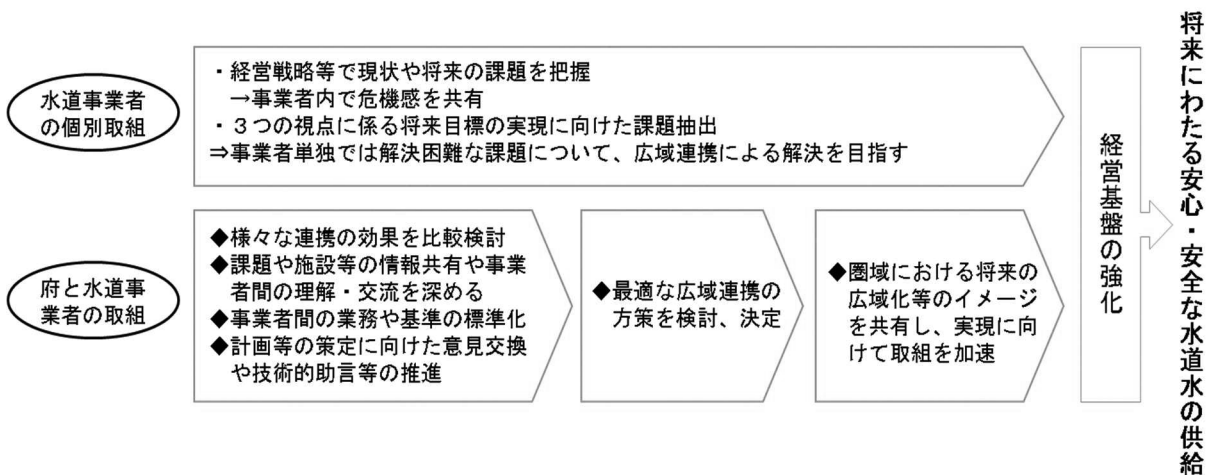 水道事業者
の個別取組
・経営戦略等で現状や将来の課題を把握
→事業者内で危機感を共有
・３つの視点に係る将来目標の実現に向けた課題抽出
⇒事業者単独では解決困難な課題について、広域連携による解決を目指す
府と水道事
業者の取組
◆様々な連携の効果を比較検討
◆課題や施設等の情報共有や事業
者間の理解・交流を深める
◆事業者間の業務や基準の標準化
◆計画等の策定に向けた意見交換
や技術的助言等の推進
◆最適な広域連携の
方策を検討、決定
◆圏域における将来の
広域化等のイメージ
を共有し、実現に向
けて取組を加速
経営基盤の強化
将来にわたる安心・安全な水道水の供給